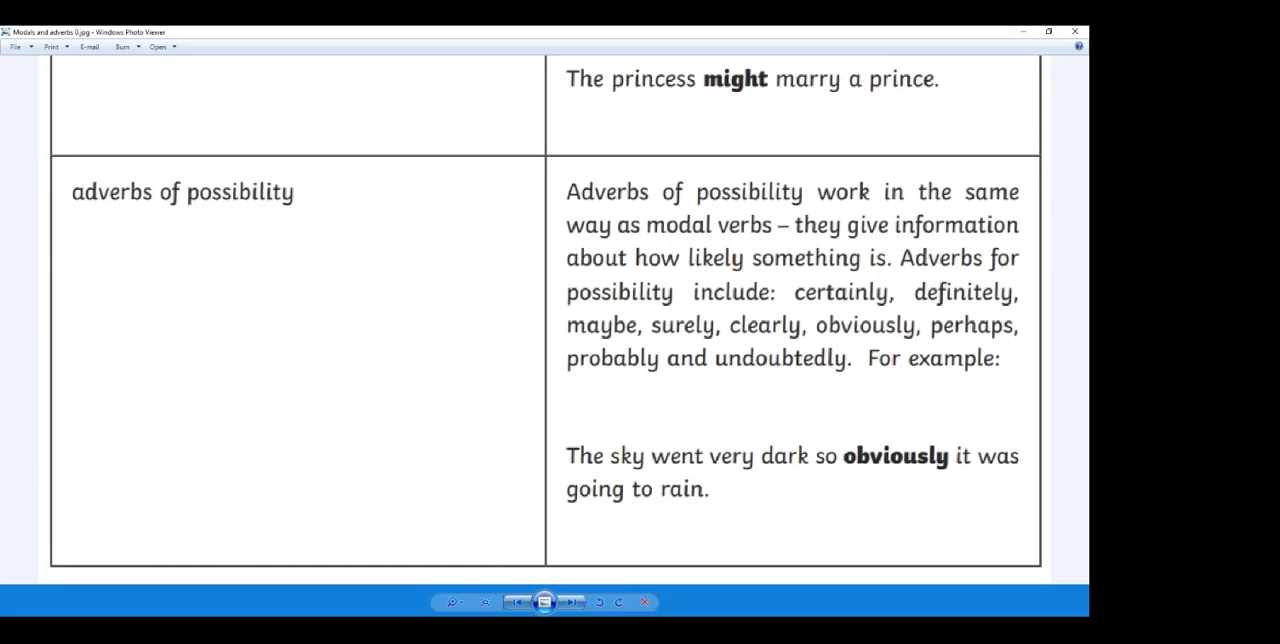 Modals and adverbs 0.jpg - Windows Photo Viewer
File Print E-mail Burn Open
The princess might marry a prince.
adverbs of possibility
Adverbs of possibility work in the same
way as modal verbs – they give information
about how likely something is. Adverbs for
possibility include: certainly, definitely,
maybe, surely, clearly, obviously, perhaps,
probably and undoubtedly. For example:
The sky went very dark so obviously it was
going to rain.